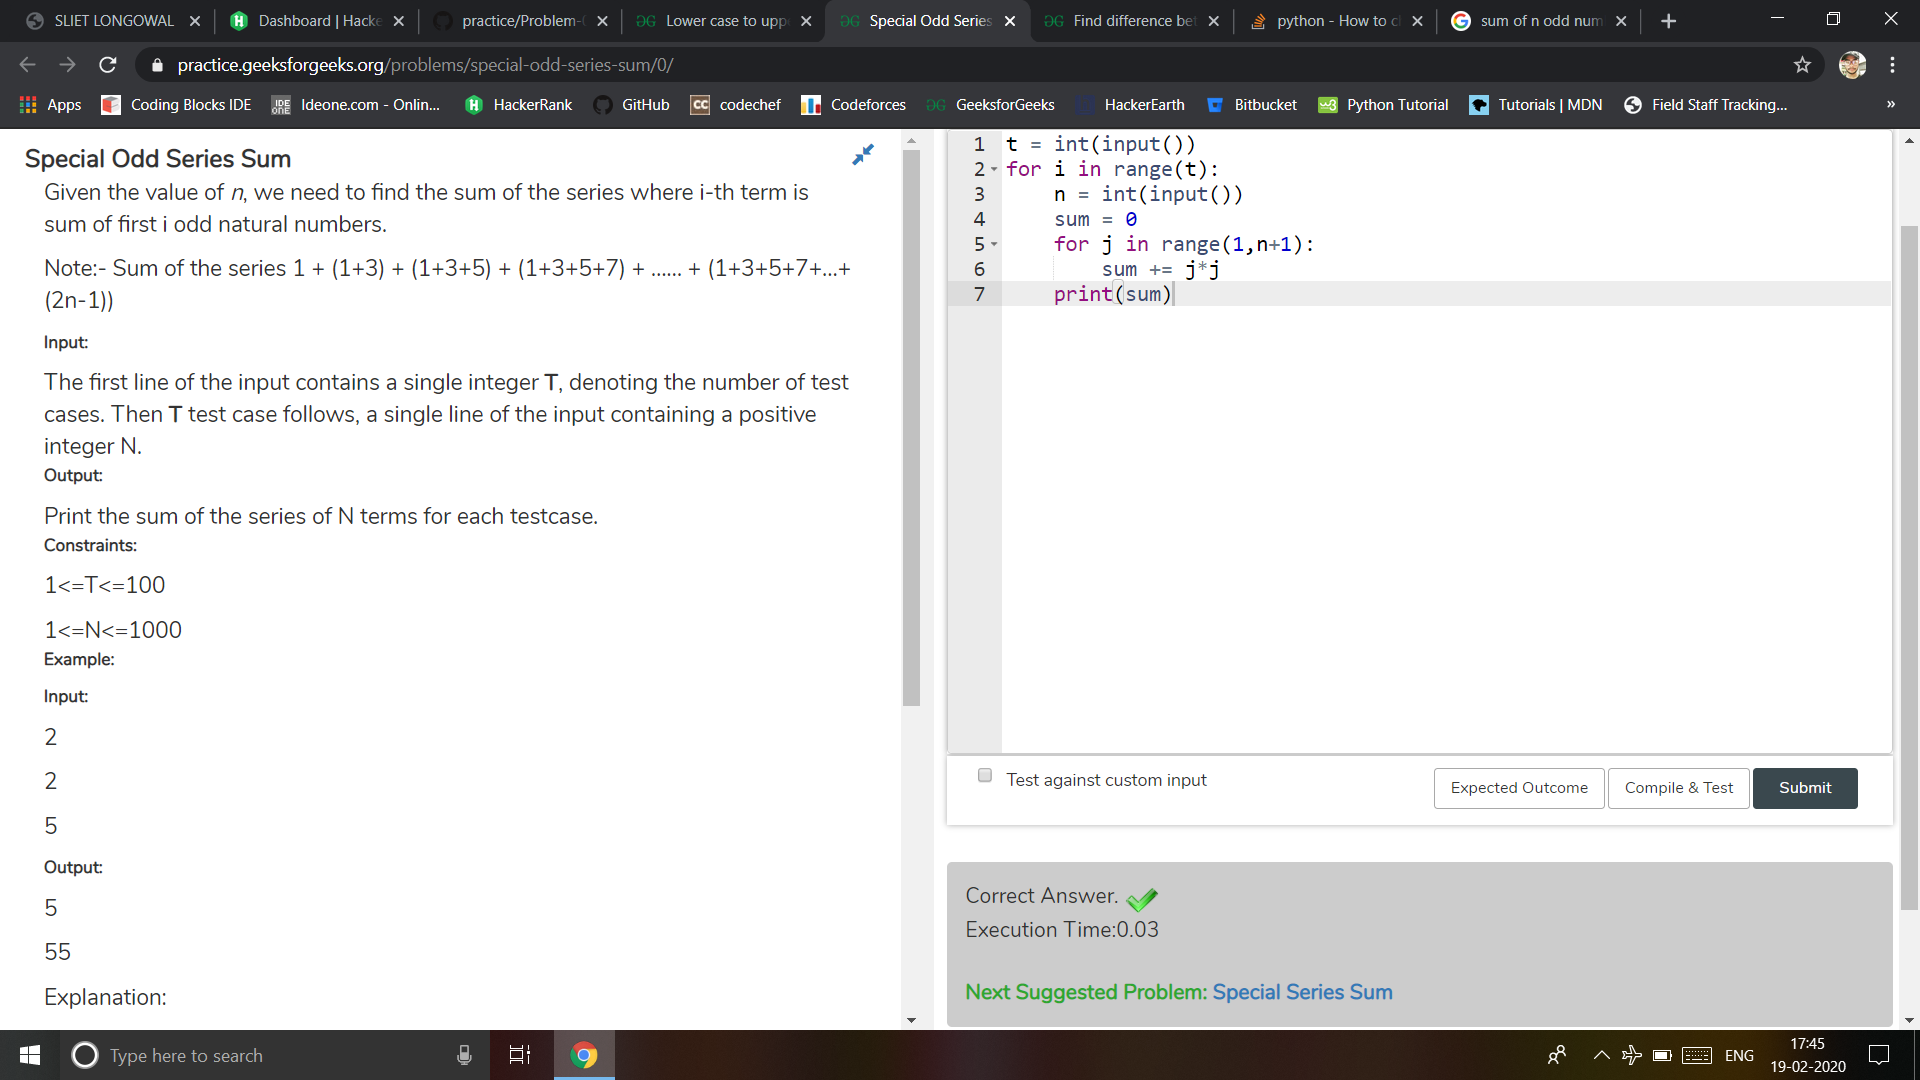 SLIET LONGOWAL
Dashboard | Hacke
practice/Problem-
Lower case to upp
Special Odd Series
Find difference be
python - How to c
sum of n odd num
practice.geeksforgeeks.org/problems/special-odd-series-sum/0/
Apps
Coding Blocks IDE
Ideone.com - Onlin...
HackerRank
GitHub
codechef
Codeforces
GeeksforGeeks
HackerEarth
Bitbucket
Python Tutorial
Tutorials | MDN
Field Staff Tracking...
»
Special Odd Series Sum
Given the value of n, we need to find the sum of the series where i-th term is
sum of first i odd natural numbers.
Note:- Sum of the series 1 + (1+3) + (1+3+5) + (1+3+5+7) + ...... + (1+3+5+7+...+
(2n-1))
Input:
The first line of the input contains a single integer T, denoting the number of test
cases. Then T test case follows, a single line of the input containing a positive
integer N.
Output:
Print the sum of the series of N terms for each testcase.
Constraints:
1<=T<=100
1<=N<=1000
Example:
Input:
2
2
5
Output:
5
55
Explanation:
1 t = int(input())
2 for i in range(t):
3 n = int(input())
4 sum = 0
5 for j in range(1,n+1):
6 sum += j*j
7 print(sum)
Test against custom input
Expected Outcome
Compile & Test
Submit
Correct Answer.
Execution Time:0.03
Next Suggested Problem: Special Series Sum
Type here to search
ENG
17:45
19-02-2020